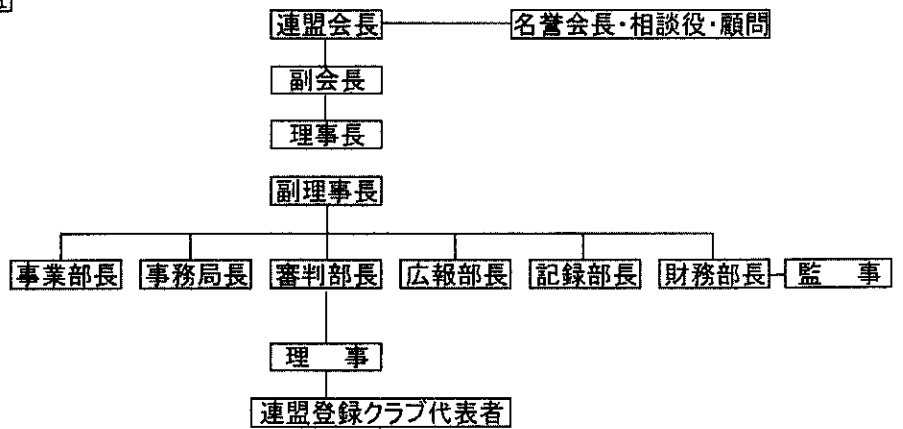 連盟会長 名誉会長・相談役・顧問
副会長
理事長
副理事長
事業部長 事務局長 審判部長 広報部長 記録部長 財務部長 監　事
理　事
連盟登録クラブ代表者